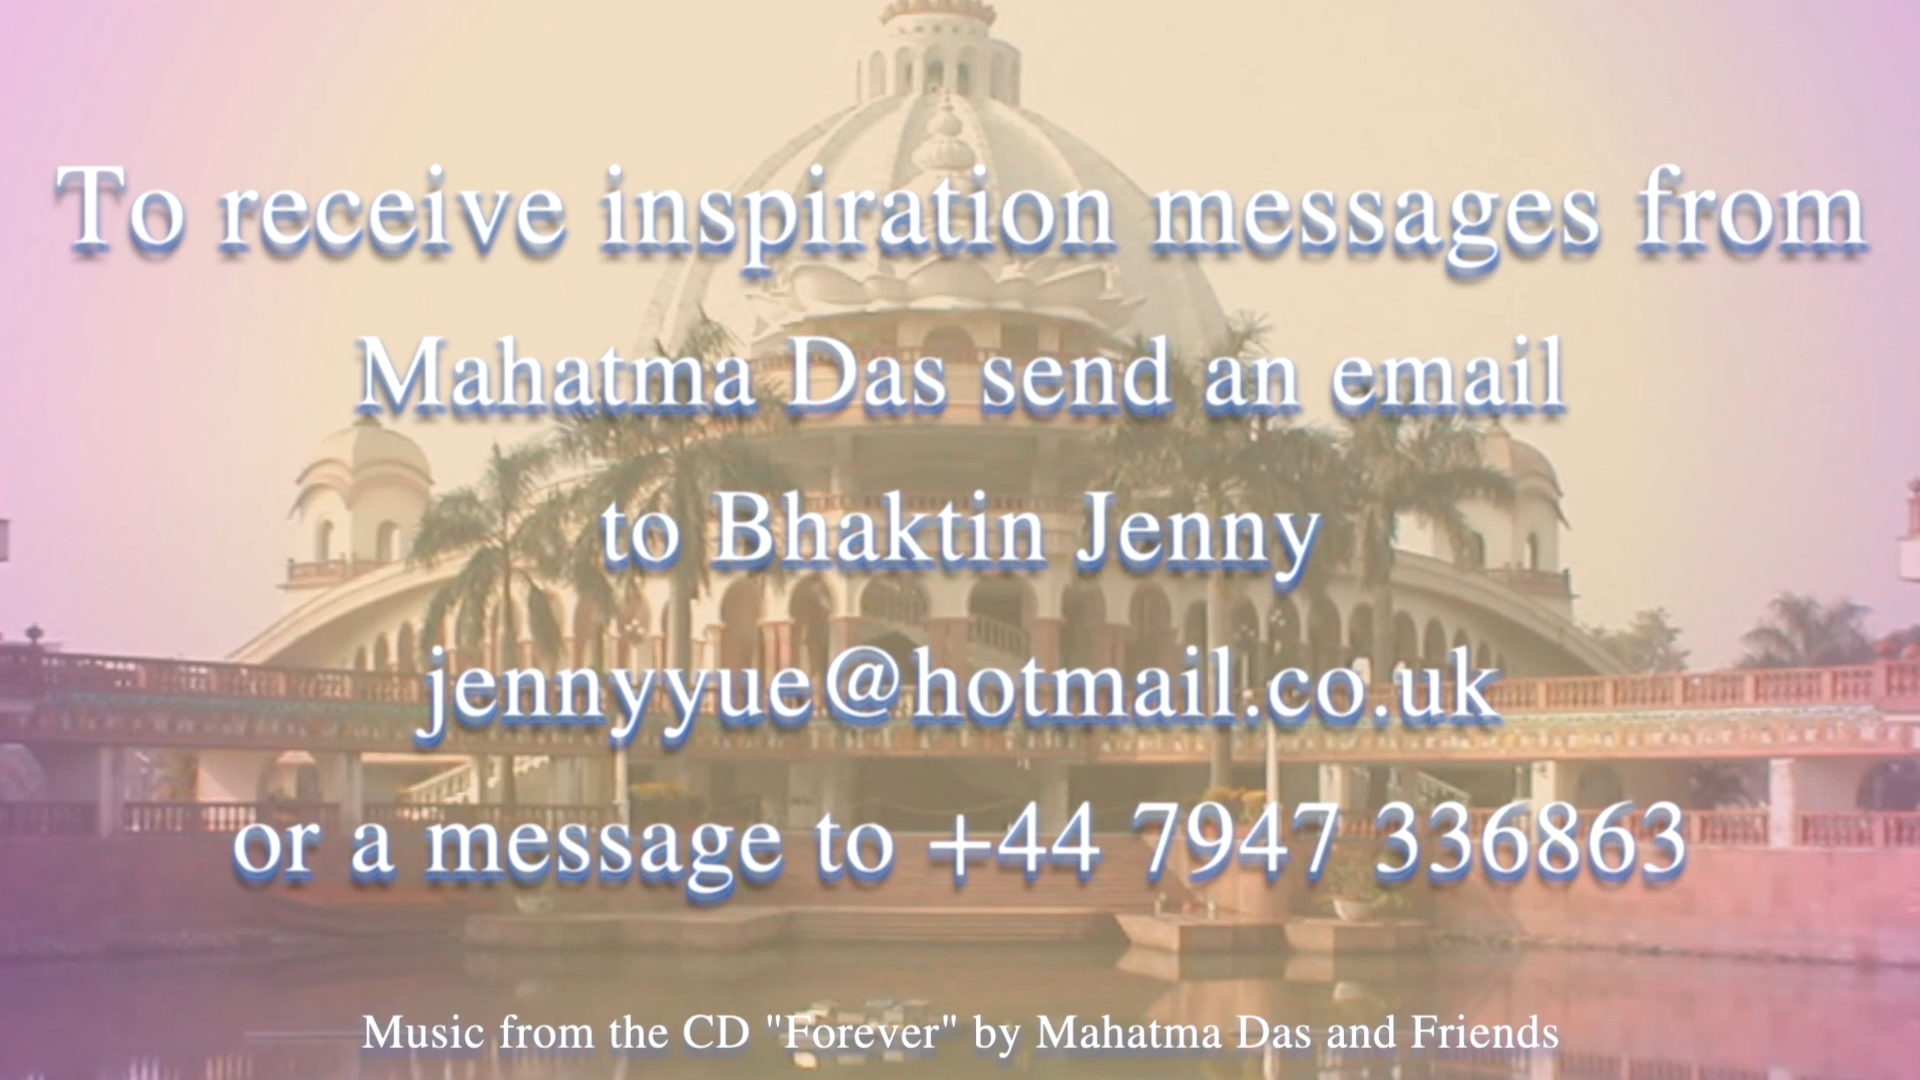 To receive inspiration messages from
Mahatma Das send an email
to Bhaktin Jenny
jennyyue@hotmail.co.uk
or a message to +44 7947 336863
Music from the CD "Forever" by Mahatma Das and Friends